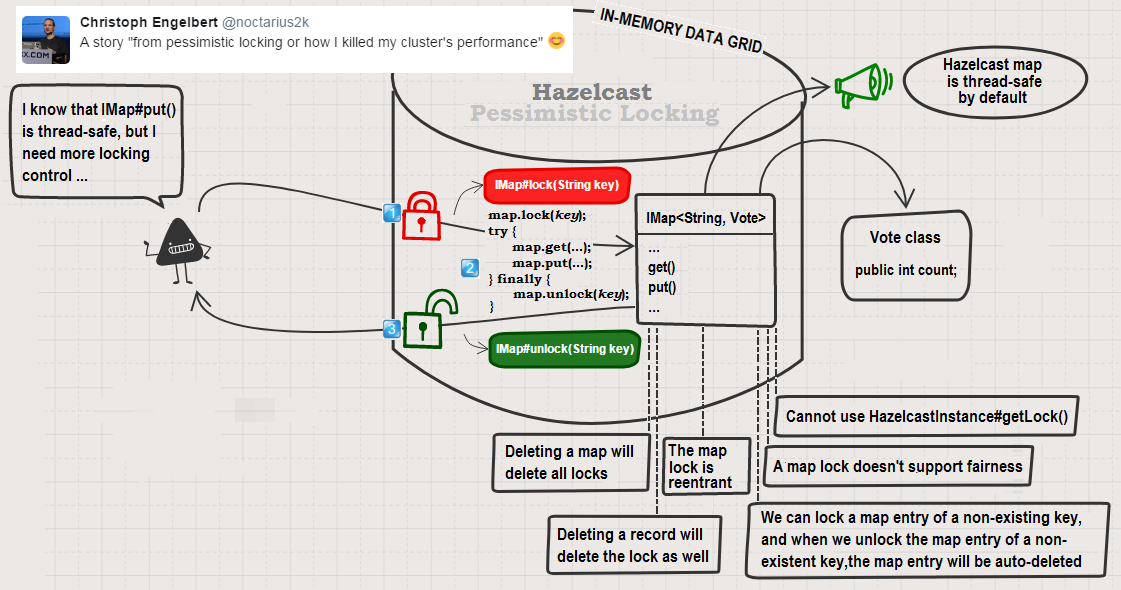 Christoph Engelbert @noctarius2k
A story "from pessimistic locking or how I killed my cluster's performance" 😊
X.COM
IN-MEMORY DATA GRID
Hazelcast
Pessimistic Locking
Hazelcast map
is thread-safe
by default
I know that IMap#put()
is thread-safe, but I
need more locking
control ...
1
IMap#lock(String key)
map.lock(key);
try {
map.get(...);
map.put(...);
2
} finally {
map.unlock(key);
}
IMap<String, Vote>
...
get()
put()
...
Vote class
public int count;
3
IMap#unlock(String key)
Cannot use HazelcastInstance#getLock()
Deleting a map will
delete all locks
The map
lock is
reentrant
A map lock doesn't support fairness
Deleting a record will
delete the lock as well
We can lock a map entry of a non-existing key,
and when we unlock the map entry of a non-
existent key,the map entry will be auto-deleted